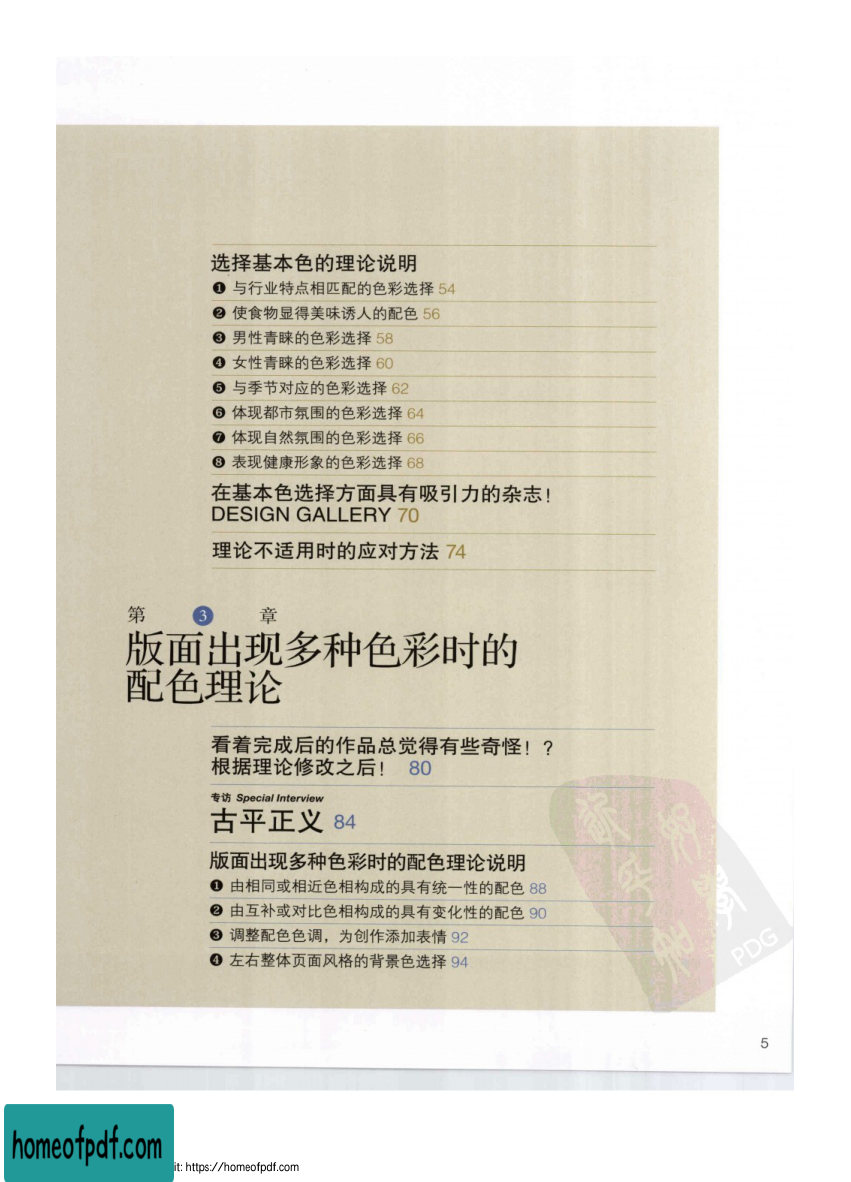 选择基本色的理论说明
❶ 与行业特点相匹配的色彩选择 54
❷ 使食物显得美味诱人的配色 56
❸ 男性青睐的色彩选择 58
❹ 女性青睐的色彩选择 60
❺ 与季节对应的色彩选择 62
❻ 体现都市氛围的色彩选择 64
❼ 体现自然氛围的色彩选择 66
❽ 表现健康形象的色彩选择 68
在基本色选择方面具有吸引力的杂志！
DESIGN GALLERY 70
理论不适用时的应对方法 74
第 3 章
版面出现多种色彩时的
配色理论
看着完成后的作品总觉得有些奇怪！？
根据理论修改之后！ 80
专访 Special Interview
古平正义 84
版面出现多种色彩时的配色理论说明
❶ 由相同或相近色相构成的具有统一性的配色 88
❷ 由互补或对比色相构成的具有变化性的配色 90
❸ 调整配色色调，为创作添加表情 92
❹ 左右整体页面风格的背景色选择 94
PDG
5
homeofpdf.com
it: https://homeofpdf.com